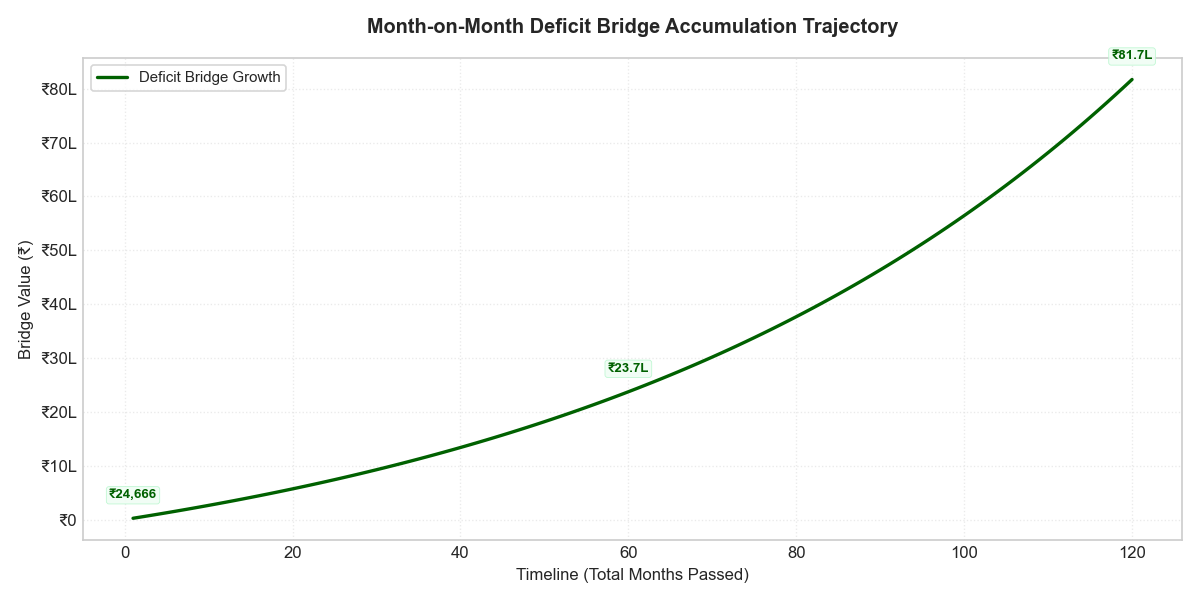 Month-on-Month Deficit Bridge Accumulation Trajectory
₹81.7L
Deficit Bridge Growth
₹80L
₹70L
₹60L
₹50L
₹40L
₹30L
₹20L
₹10L
₹0
Bridge Value (₹)
₹23.7L
₹24,666
0 20 40 60 80 100 120
Timeline (Total Months Passed)